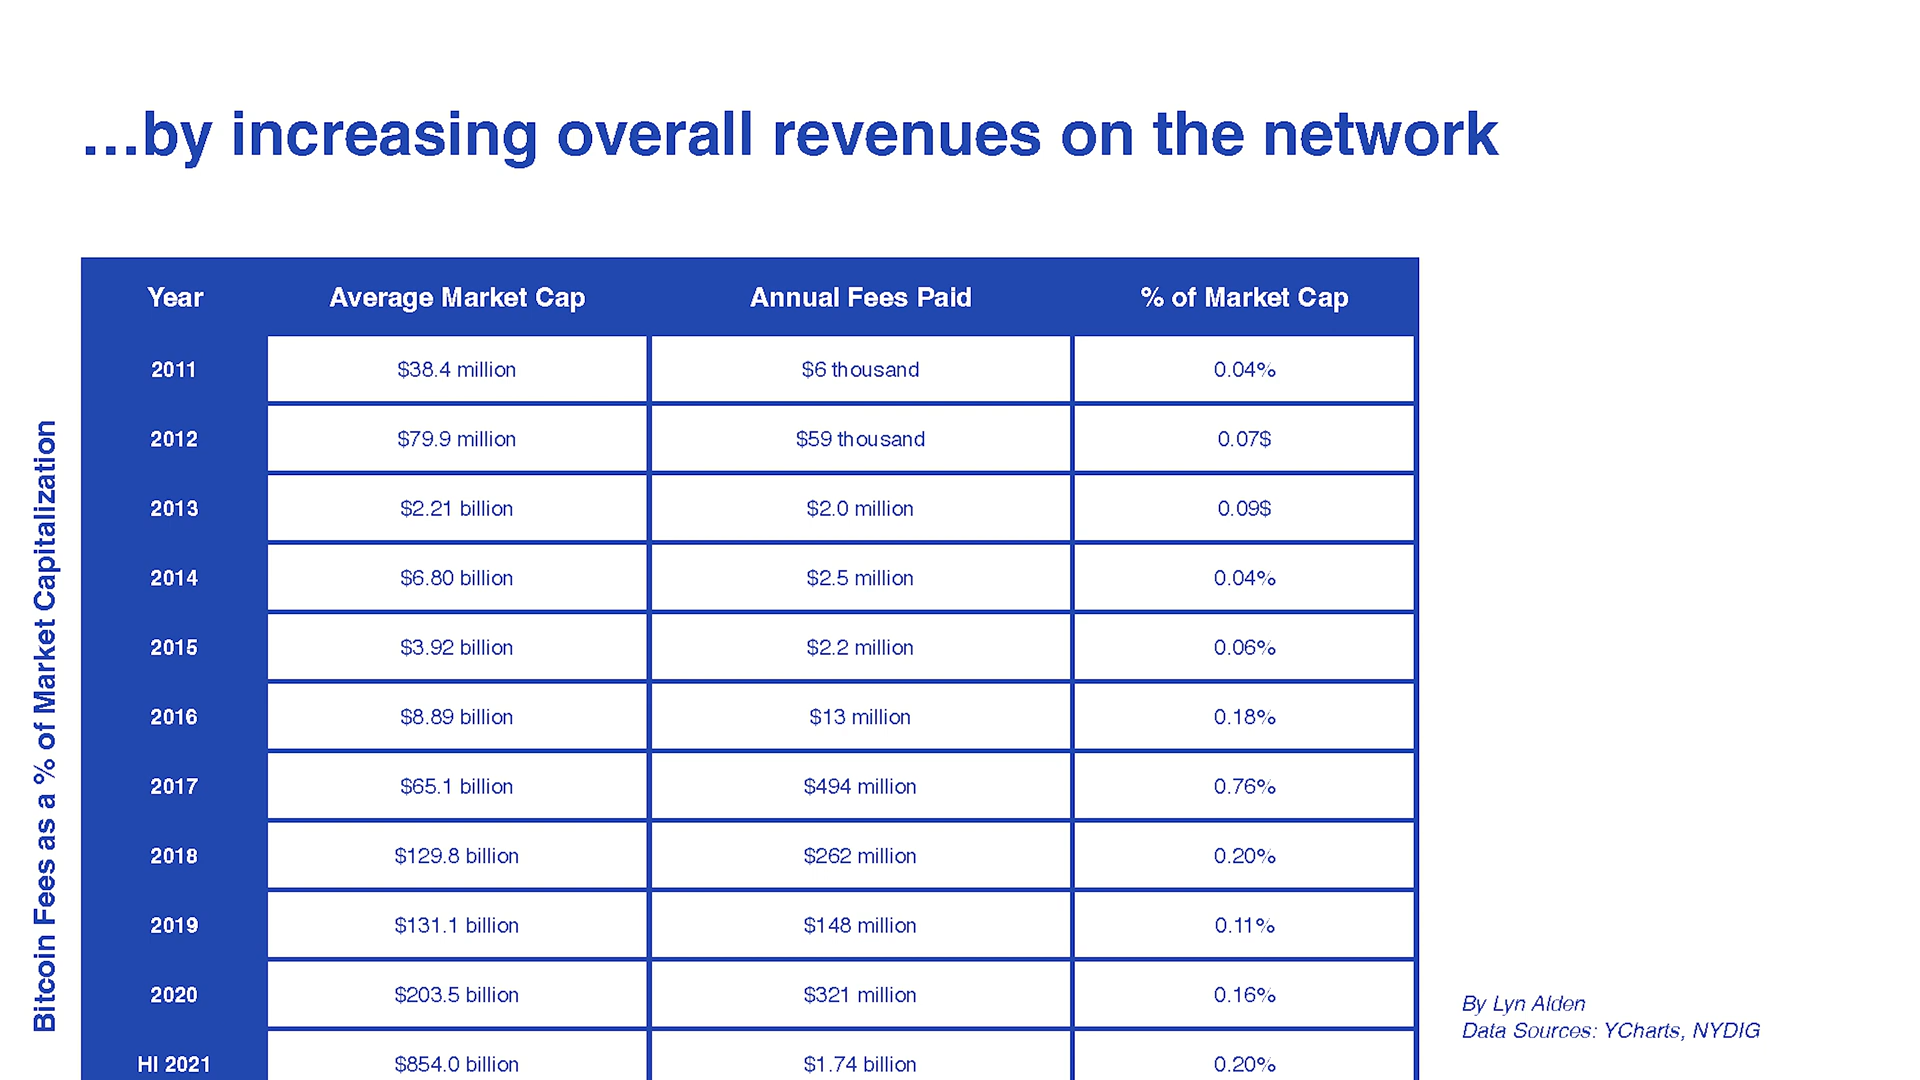 …by increasing overall revenues on the network
Bitcoin Fees as a % of Market Capitalization
Year Average Market Cap Annual Fees Paid % of Market Cap
2011 $38.4 million $6 thousand 0.04%
2012 $79.9 million $59 thousand 0.07$
2013 $2.21 billion $2.0 million 0.09$
2014 $6.80 billion $2.5 million 0.04%
2015 $3.92 billion $2.2 million 0.06%
2016 $8.89 billion $13 million 0.18%
2017 $65.1 billion $494 million 0.76%
2018 $129.8 billion $262 million 0.20%
2019 $131.1 billion $148 million 0.11%
2020 $203.5 billion $321 million 0.16%
HI 2021 $854.0 billion $1.74 billion 0.20%
By Lyn Alden
Data Sources: YCharts, NYDIG